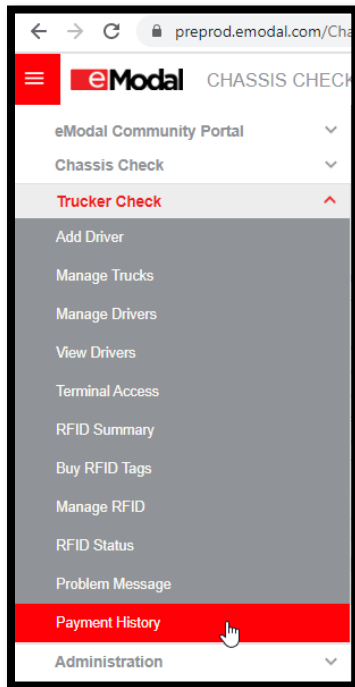 preprod.emodal.com/Cha
eModal CHASSIS CHECK
eModal Community Portal
Chassis Check
Trucker Check
Add Driver
Manage Trucks
Manage Drivers
View Drivers
Terminal Access
RFID Summary
Buy RFID Tags
Manage RFID
RFID Status
Problem Message
Payment History
Administration